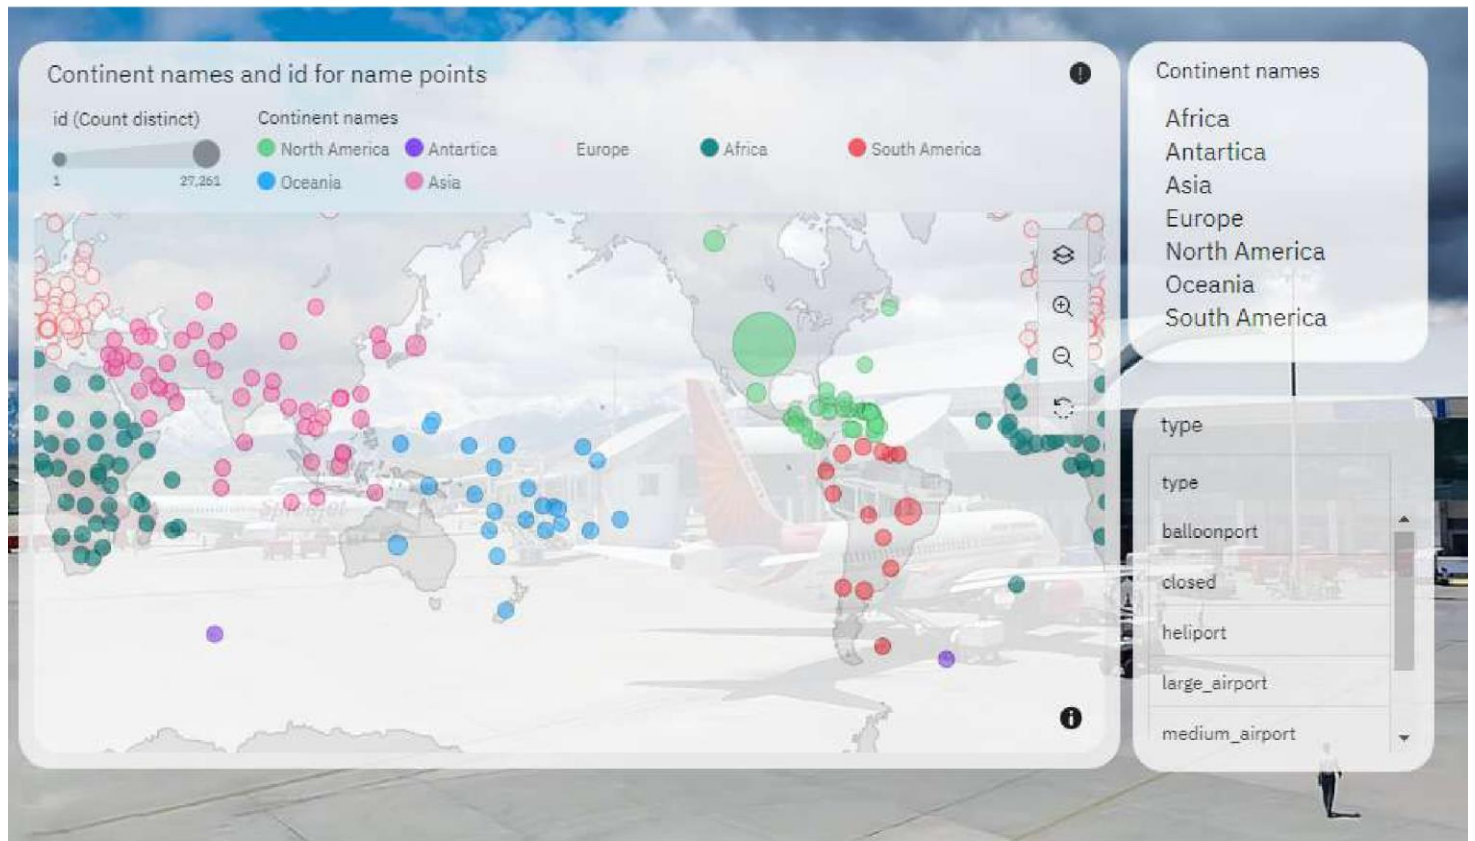 Continent names and id for name points
id (Count distinct)
1
27,261
Continent names
North America
Antartica
Europe
Africa
South America
Oceania
Asia
Continent names
Africa
Antartica
Asia
Europe
North America
Oceania
South America
type
type
balloonport
closed
heliport
large_airport
medium_airport